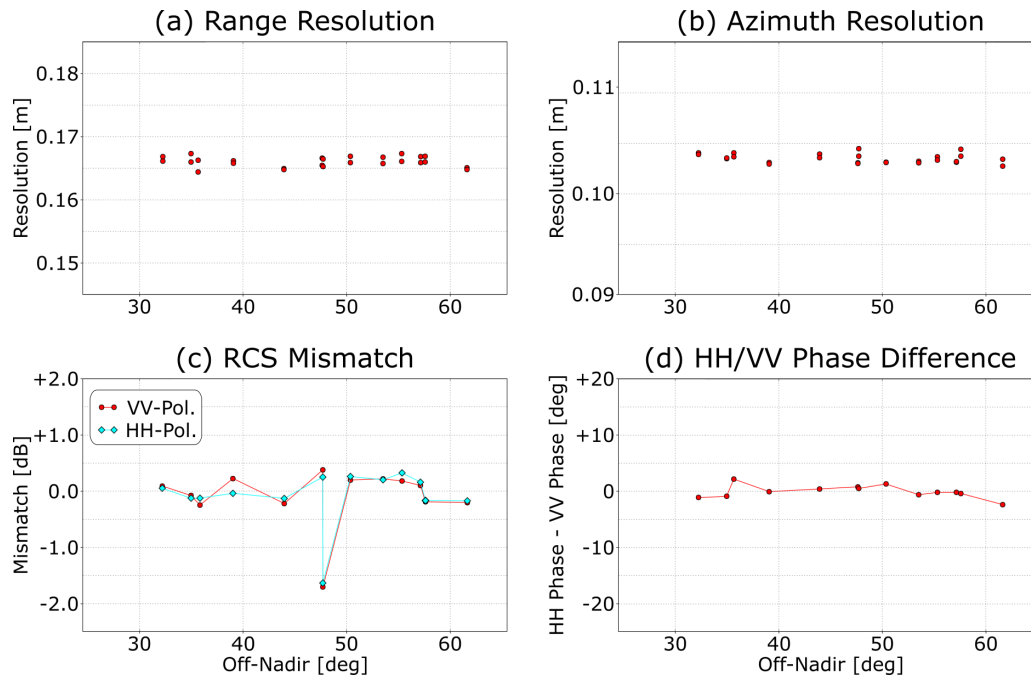 (a) Range Resolution
0.18
0.17
0.16
0.15
Resolution [m]
30 40 50 60
(b) Azimuth Resolution
0.11
0.10
0.09
Resolution [m]
30 40 50 60
(c) RCS Mismatch
+2.0
+1.0
0.0
-1.0
-2.0
Mismatch [dB]
VV-Pol.
HH-Pol.
30 40 50 60
Off-Nadir [deg]
(d) HH/VV Phase Difference
+20
+10
0
-10
-20
HH Phase - VV Phase [deg]
30 40 50 60
Off-Nadir [deg]